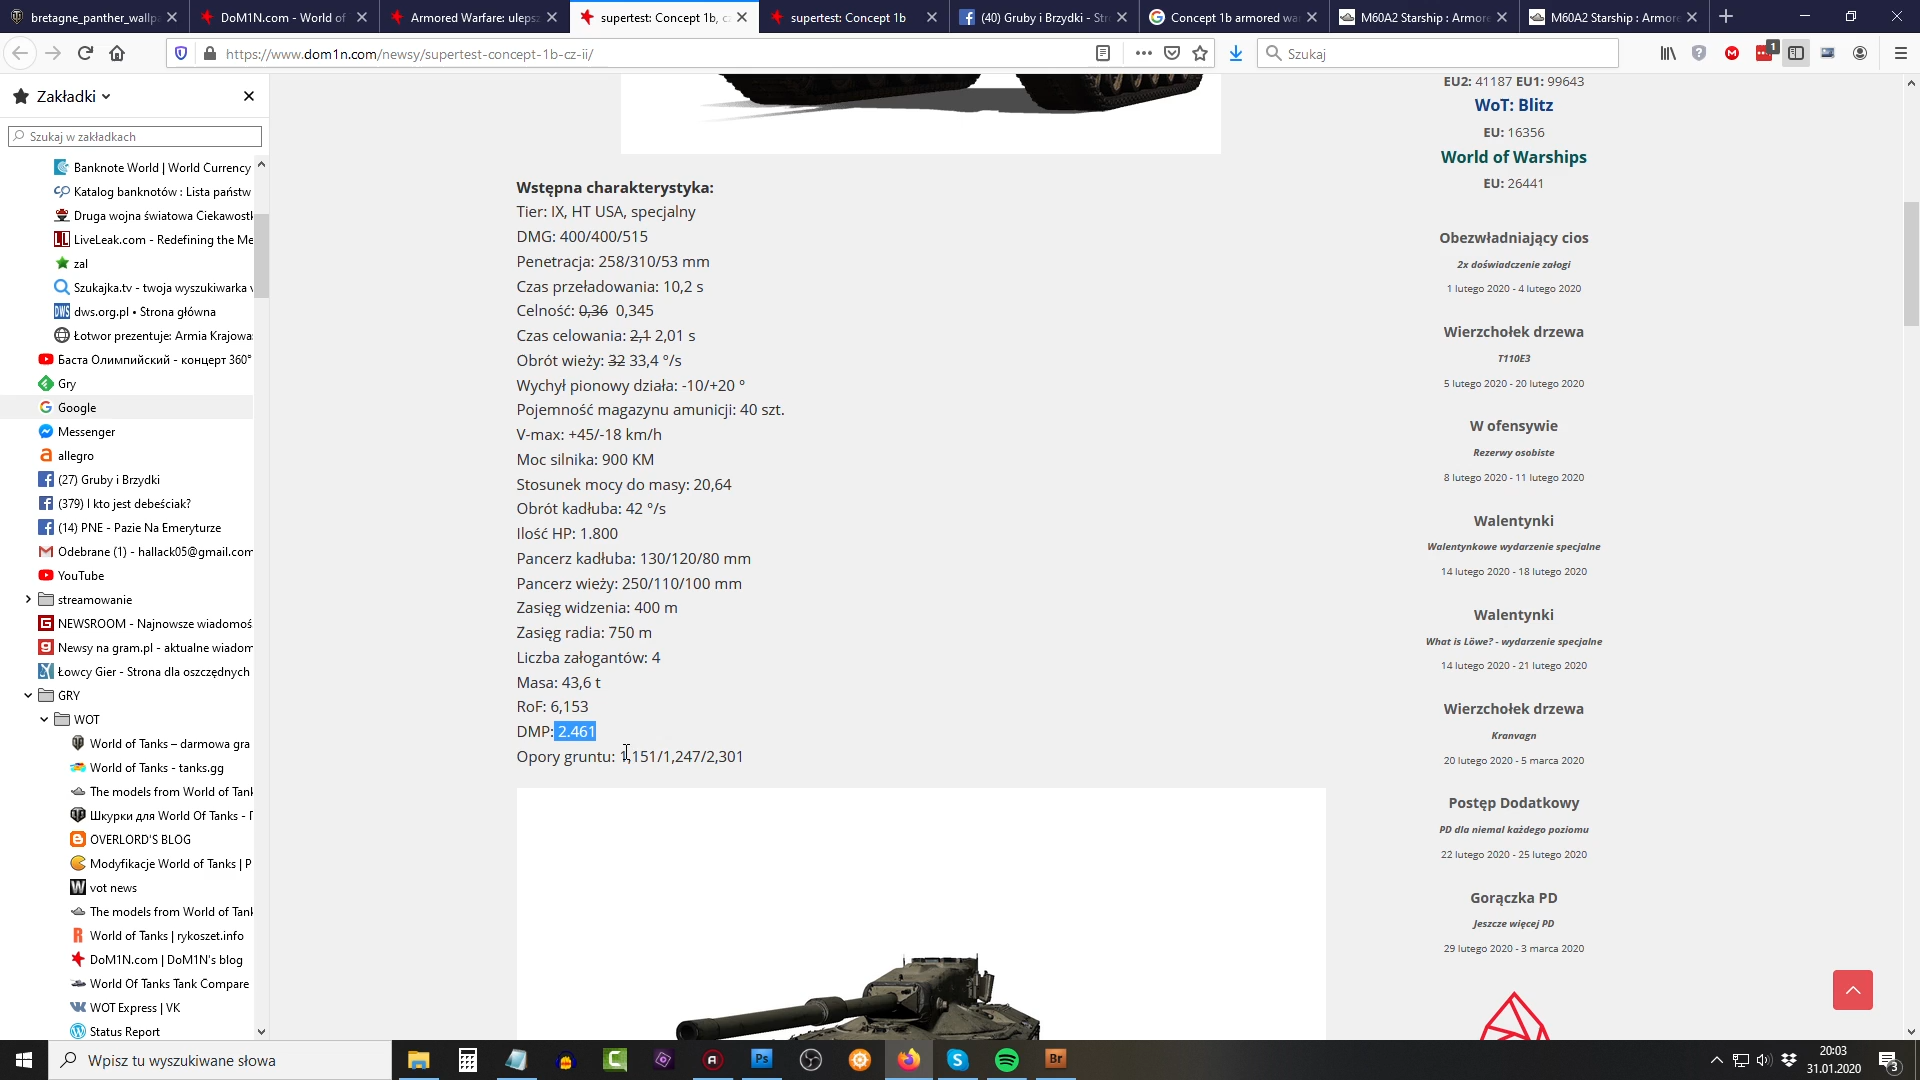 bretagne_panther_wallp
DoM1N.com - World of
Armored Warfare: uleps
supertest: Concept 1b, c
supertest: Concept 1b
(40) Gruby i Brzydki - St
Concept 1b armored wa
M60A2 Starship : Armor
M60A2 Starship : Armor
https://www.dom1n.com/newsy/supertest-concept-1b-cz-ii/
Szukaj
1
Zakładki
Szukaj w zakładkach
Banknote World | World Currency
Katalog banknotów : Lista państw
Druga wojna światowa Ciekawostk
LiveLeak.com - Redefining the Me
zal
Szukajka.tv - twoja wyszukiwarka
dws.org.pl • Strona główna
Łotwor prezentuje: Armia Krajowa
Баста Олимпийский - концерт 360°
Gry
Google
Messenger
allegro
(27) Gruby i Brzydki
(379) I kto jest debeściak?
(14) PNE - Pazie Na Emeryturze
Odebrane (1) - hallack05@gmail.com
YouTube
streamowanie
NEWSROOM - Najnowsze wiadomoś
Newsy na gram.pl - aktualne wiadom
Łowcy Gier - Strona dla oszczędnych
GRY
WOT
World of Tanks – darmowa gra
World of Tanks - tanks.gg
The models from World of Tank
Шкурки для World Of Tanks - Г
OVERLORD'S BLOG
Modyfikacje World of Tanks | P
vot news
The models from World of Tank
World of Tanks | rykoszet.info
DoM1N.com | DoM1N's blog
World Of Tanks Tank Compare
WOT Express | VK
Status Report
Wstępna charakterystyka:
Tier: IX, HT USA, specjalny
DMG: 400/400/515
Penetracja: 258/310/53 mm
Czas przeładowania: 10,2 s
Celność: 0,36 0,345
Czas celowania: 2,1 2,01 s
Obrót wieży: 32 33,4 °/s
Wychył pionowy działa: -10/+20 °
Pojemność magazynu amunicji: 40 szt.
V-max: +45/-18 km/h
Moc silnika: 900 KM
Stosunek mocy do masy: 20,64
Obrót kadłuba: 42 °/s
Ilość HP: 1.800
Pancerz kadłuba: 130/120/80 mm
Pancerz wieży: 250/110/100 mm
Zasięg widzenia: 400 m
Zasięg radia: 750 m
Liczba załogantów: 4
Masa: 43,6 t
RoF: 6,153
DMP: 2.461
Opory gruntu: 1,151/1,247/2,301
EU2: 41187 EU1: 99643
WoT: Blitz
EU: 16356
World of Warships
EU: 26441
Obezwładniający cios
2x doświadczenie załogi
1 lutego 2020 - 4 lutego 2020
Wierzchołek drzewa
T110E3
5 lutego 2020 - 20 lutego 2020
W ofensywie
Rezerwy osobiste
8 lutego 2020 - 11 lutego 2020
Walentynki
Walentynkowe wydarzenie specjalne
14 lutego 2020 - 18 lutego 2020
Walentynki
What is Löwe? - wydarzenie specjalne
14 lutego 2020 - 21 lutego 2020
Wierzchołek drzewa
Kranvagn
20 lutego 2020 - 5 marca 2020
Postęp Dodatkowy
PD dla niemal każdego poziomu
22 lutego 2020 - 25 lutego 2020
Gorączka PD
Jeszcze więcej PD
29 lutego 2020 - 3 marca 2020
Wpisz tu wyszukiwane słowa
Ps
Br
20:03
31.01.2020
3